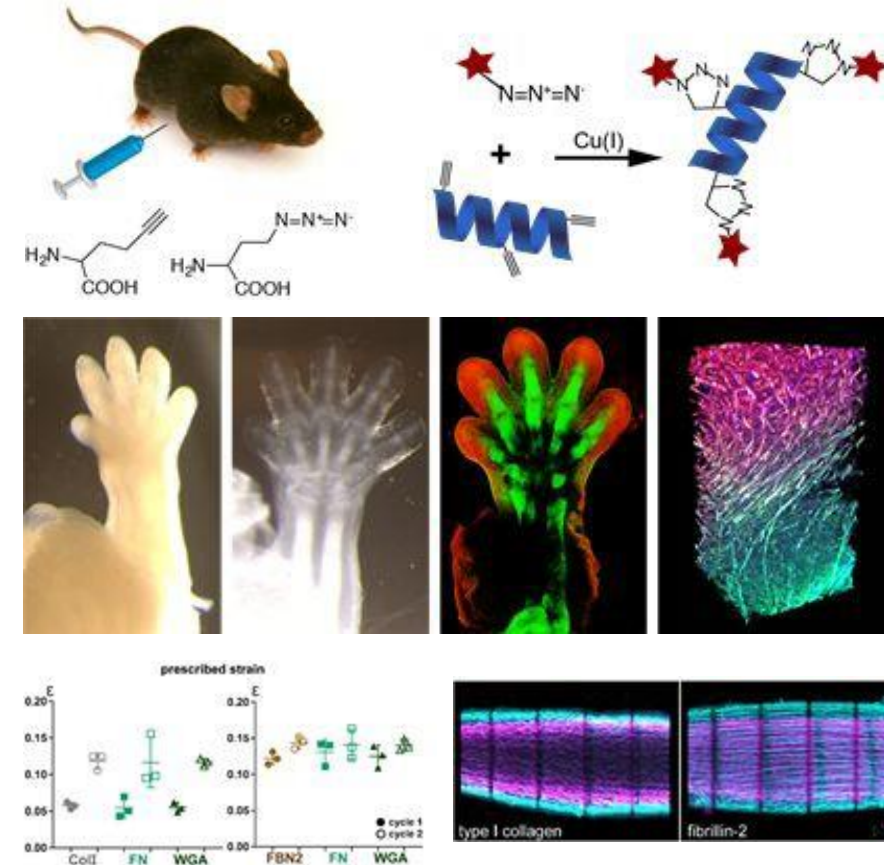 N=N⁺=N⁻
Cu(I)
+
H₂N
COOH
N=N⁺=N⁻
H₂N
COOH
N
N
N
N
N
N
N
N
N
prescribed strain
ε
0.20
0.15
0.10
0.05
0.00
ColI FN WGA
ε
0.20
0.15
0.10
0.05
0.00
cycle 1
cycle 2
FBN2 FN WGA
type I collagen
fibrillin-2